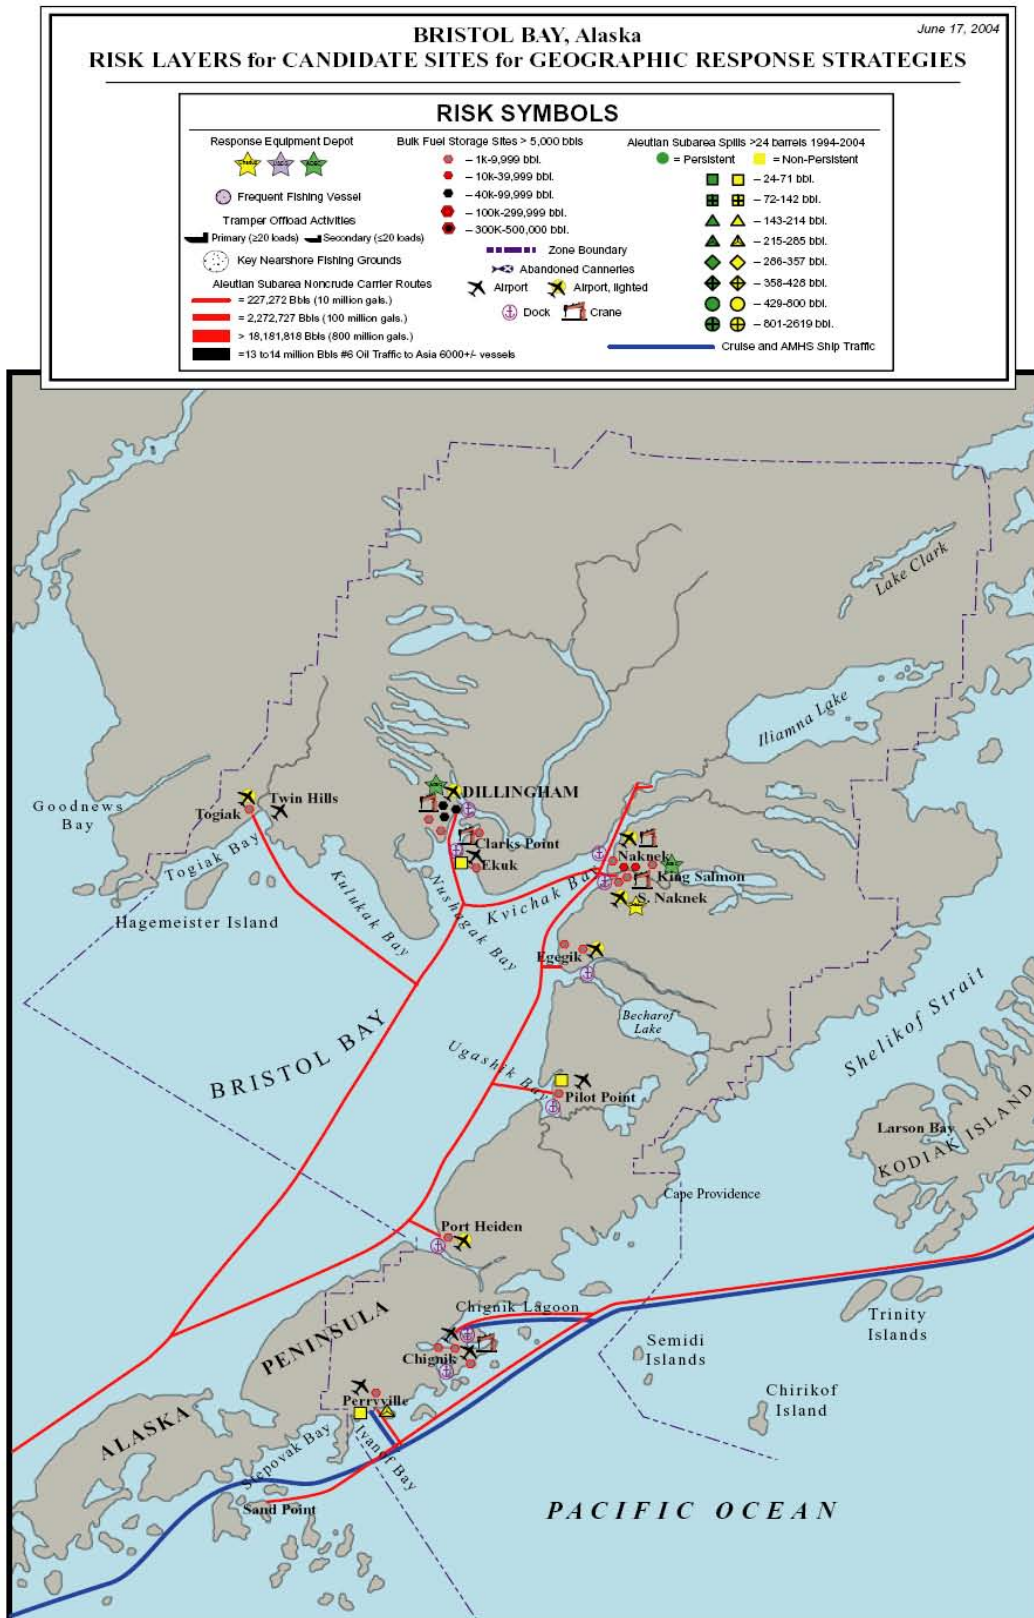 BRISTOL BAY, Alaska
June 17, 2004
RISK LAYERS for CANDIDATE SITES for GEOGRAPHIC RESPONSE STRATEGIES
RISK SYMBOLS
Response Equipment Depot
Frequent Fishing Vessel
Tramper Offload Activities
Primary (≥20 loads)
Secondary (≤20 loads)
Key Nearshore Fishing Grounds
Aleutian Subarea Noncrude Carrier Routes
= 227,272 Bbls (10 million gals.)
= 2,272,727 Bbls (100 million gals.)
> 18,181,818 Bbls (800 million gals.)
=13 to14 million Bbls #6 Oil Traffic to Asia 6000+/- vessels
Bulk Fuel Storage Sites > 5,000 bbls
– 1k-9,999 bbl.
– 10k-39,999 bbl.
– 40k-99,999 bbl.
– 100k-299,999 bbl.
– 300K-500,000 bbl.
Zone Boundary
Abandoned Canneries
Airport
Airport, lighted
Dock
Crane
Aleutian Subarea Spills >24 barrels 1994-2004
= Persistent
= Non-Persistent
– 24-71 bbl.
– 72-142 bbl.
– 143-214 bbl.
– 215-285 bbl.
– 286-357 bbl.
– 358-428 bbl.
– 429-800 bbl.
– 801-2619 bbl.
Cruise and AMHS Ship Traffic
Lake Clark
Iliamna Lake
Goodnews
Bay
Togiak
Twin Hills
DILLINGHAM
Togiak Bay
Clarks Point
Ekuk
Naknek
King Salmon
S. Naknek
Hagemeister Island
Kulukak Bay
Nushagak Bay
Kvichak Bay
Egegik
Becharof
Lake
Shelikof Strait
BRISTOL BAY
Ugashik Bay
Pilot Point
Larson Bay
KODIAK ISLAND
Cape Providence
Port Heiden
Chignik Lagoon
Trinity
Islands
Semidi
Islands
PENINSULA
Chignik
Chirikof
Island
Perryville
ALASKA
Stepovak Bay
Ivanof Bay
Sand Point
PACIFIC OCEAN